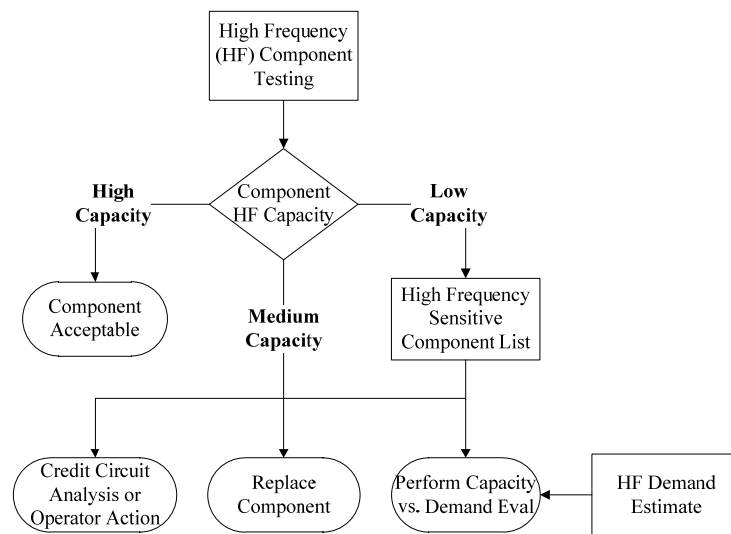 High Frequency
(HF) Component
Testing
Component
HF Capacity
High
Capacity
Low
Capacity
Component
Acceptable
Medium
Capacity
High Frequency
Sensitive
Component List
Credit Circuit
Analysis or
Operator Action
Replace
Component
Perform Capacity
vs. Demand Eval
HF Demand
Estimate